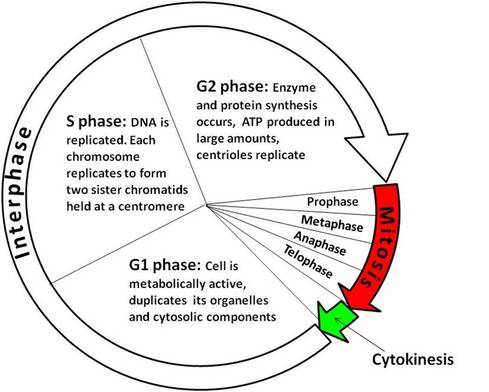 Interphase
G2 phase: Enzyme
and protein synthesis
occurs, ATP produced in
large amounts,
centrioles replicate
S phase: DNA is
replicated. Each
chromosome
replicates to form
two sister chromatids
held at a centromere
G1 phase: Cell is
metabolically active,
duplicates its organelles
and cytosolic components
Prophase
Metaphase
Anaphase
Telophase
Mitosis
Cytokinesis